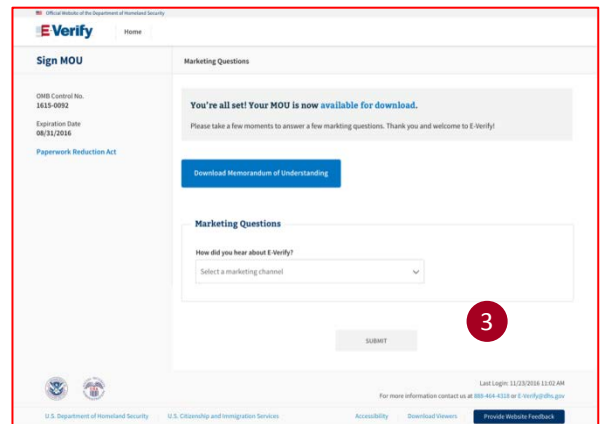 Official Website of the Department of Homeland Security
E-Verify
Home
Sign MOU
Marketing Questions
OMB Control No.
1615-0092
Expiration Date
08/31/2016
Paperwork Reduction Act
You're all set! Your MOU is now available for download.
Please take a few moments to answer a few markting questions. Thank you and welcome to E-Verify!
Download Memorandum of Understanding
Marketing Questions
How did you hear about E-Verify?
Select a marketing channel
3
SUBMIT
Last Login: 11/23/2016 11:02 AM
For more information contact us at 888-464-4218 or E-Verify@dhs.gov
U.S. Department of Homeland Security
U.S. Citizenship and Immigration Services
Accessibility
Download Viewers
Provide Website Feedback